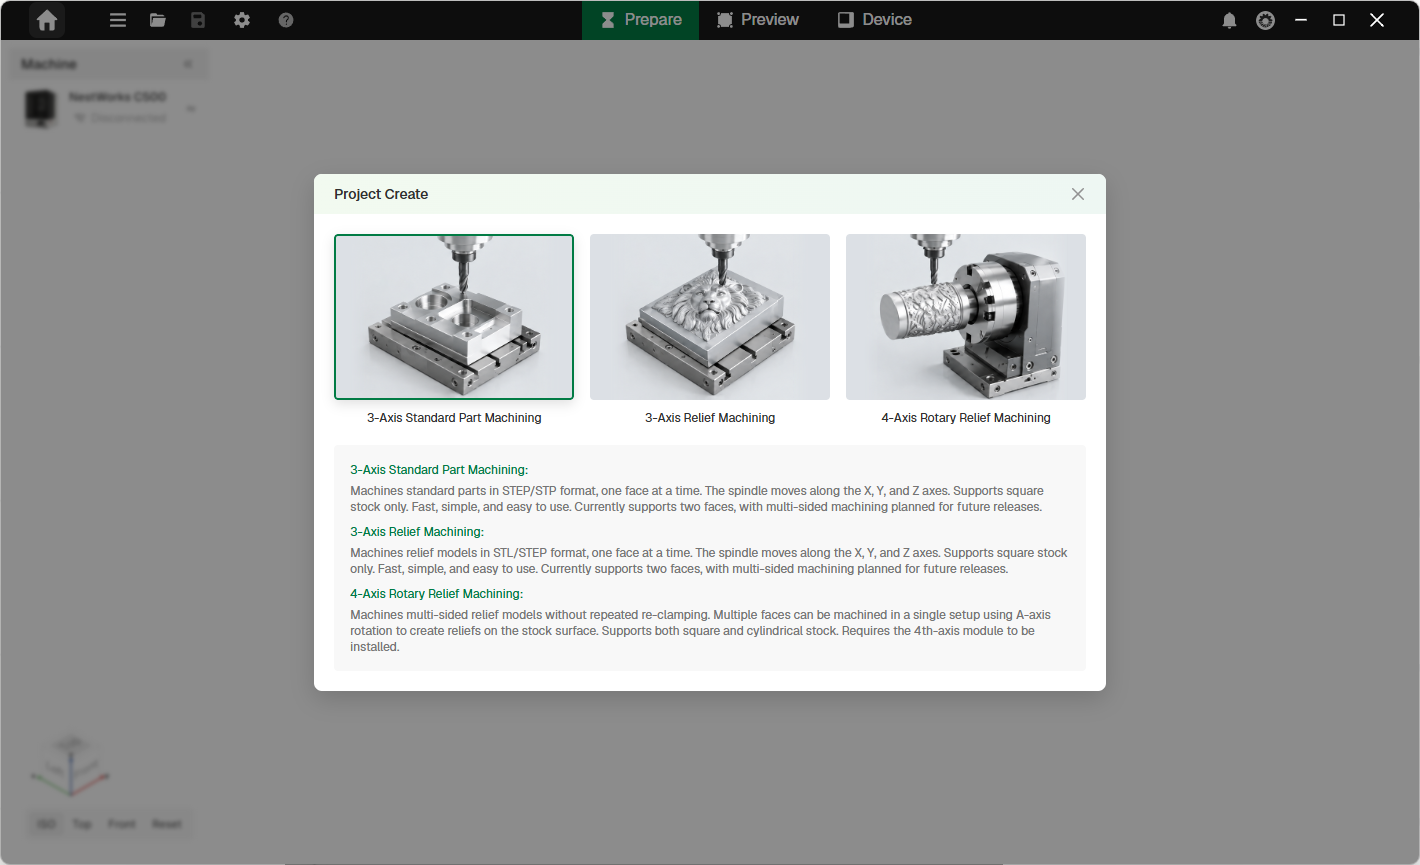 Prepare
Preview
Device
Machine
NestWorks C500
Disconnected
Project Create
3-Axis Standard Part Machining
3-Axis Relief Machining
4-Axis Rotary Relief Machining
3-Axis Standard Part Machining:
Machines standard parts in STEP/STP format, one face at a time. The spindle moves along the X, Y, and Z axes. Supports square
stock only. Fast, simple, and easy to use. Currently supports two faces, with multi-sided machining planned for future releases.
3-Axis Relief Machining:
Machines relief models in STL/STEP format, one face at a time. The spindle moves along the X, Y, and Z axes. Supports square stock
only. Fast, simple, and easy to use. Currently supports two faces, with multi-sided machining planned for future releases.
4-Axis Rotary Relief Machining:
Machines multi-sided relief models without repeated re-clamping. Multiple faces can be machined in a single setup using A-axis
rotation to create reliefs on the stock surface. Supports both square and cylindrical stock. Requires the 4th-axis module to be
installed.
ISO Top Front Reset